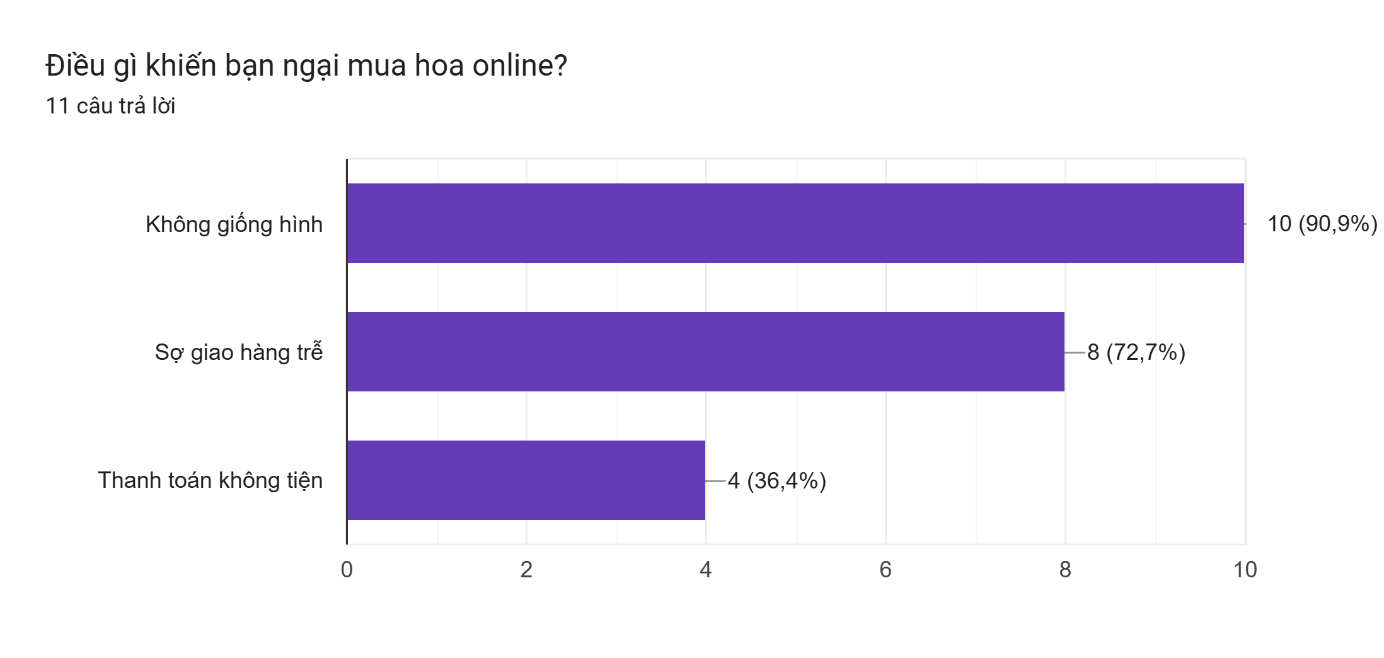 Điều gì khiến bạn ngại mua hoa online?
11 câu trả lời
Không giống hình
10 (90,9%)
Sợ giao hàng trễ
8 (72,7%)
Thanh toán không tiện
4 (36,4%)
0 2 4 6 8 10